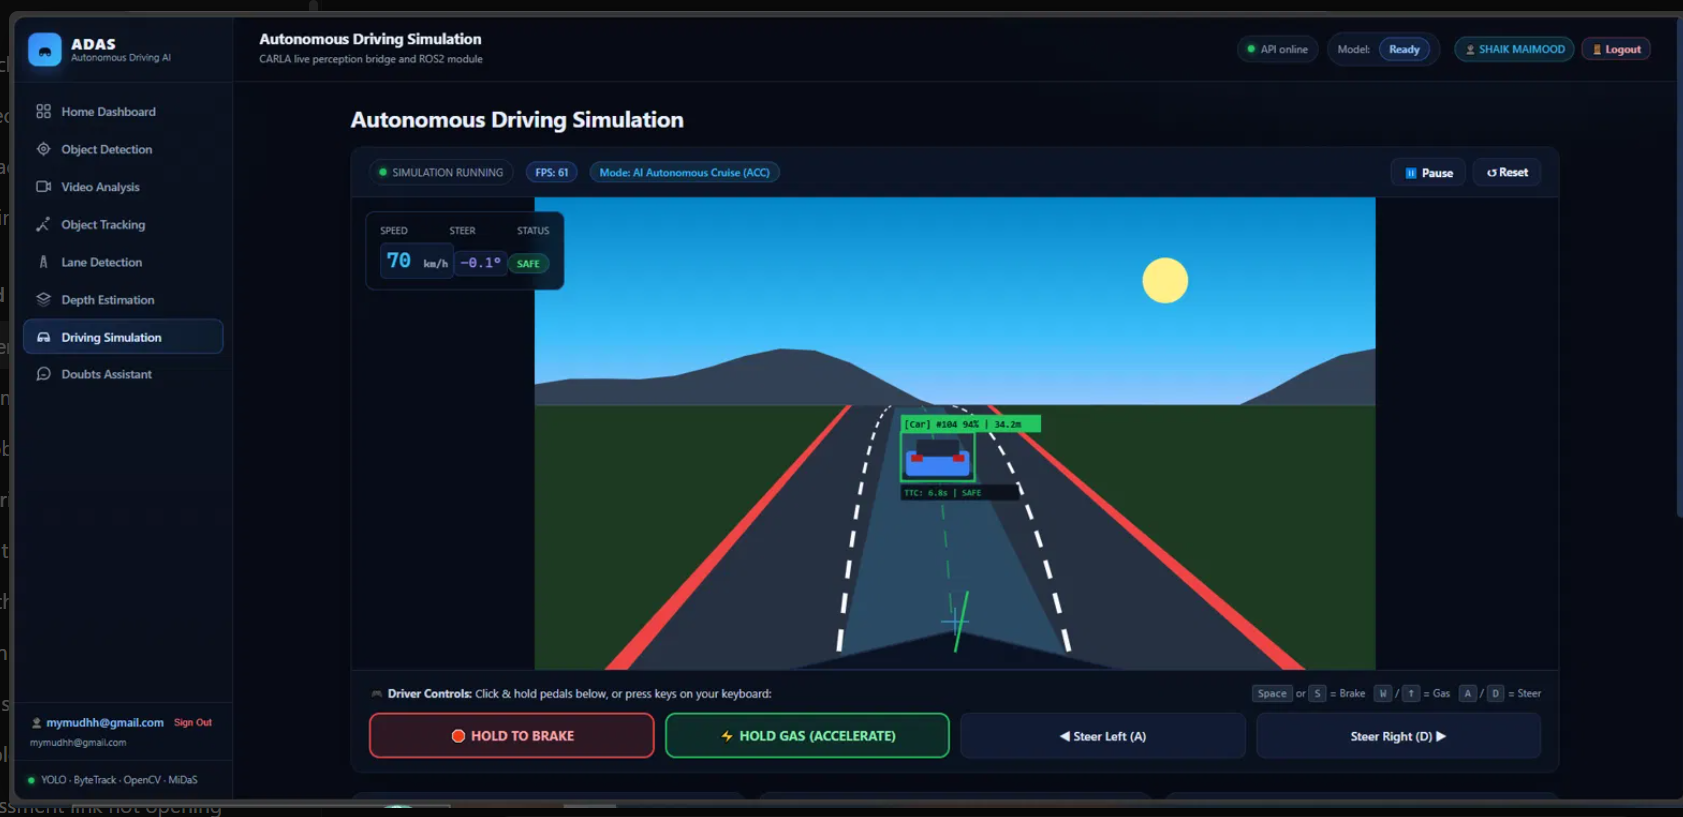 ADAS
Autonomous Driving AI
Home Dashboard
Object Detection
Video Analysis
Object Tracking
Lane Detection
Depth Estimation
Driving Simulation
Doubts Assistant
mymudhh@gmail.com Sign Out
mymudhh@gmail.com
YOLO · ByteTrack · OpenCV · MiDaS
Autonomous Driving Simulation
CARLA live perception bridge and ROS2 module
API online
Model: Ready
SHAIK MAIMOOD
Logout
Autonomous Driving Simulation
SIMULATION RUNNING
FPS: 61
Mode: AI Autonomous Cruise (ACC)
Pause
↺ Reset
SPEED STEER STATUS
70 km/h -0.1° SAFE
[Car] #104 94% | 34.2m
TTC: 6.8s | SAFE
Driver Controls: Click & hold pedals below, or press keys on your keyboard:
Space or S = Brake W / ↑ = Gas A / D = Steer
HOLD TO BRAKE
⚡ HOLD GAS (ACCELERATE)
◀ Steer Left (A)
Steer Right (D) ▶